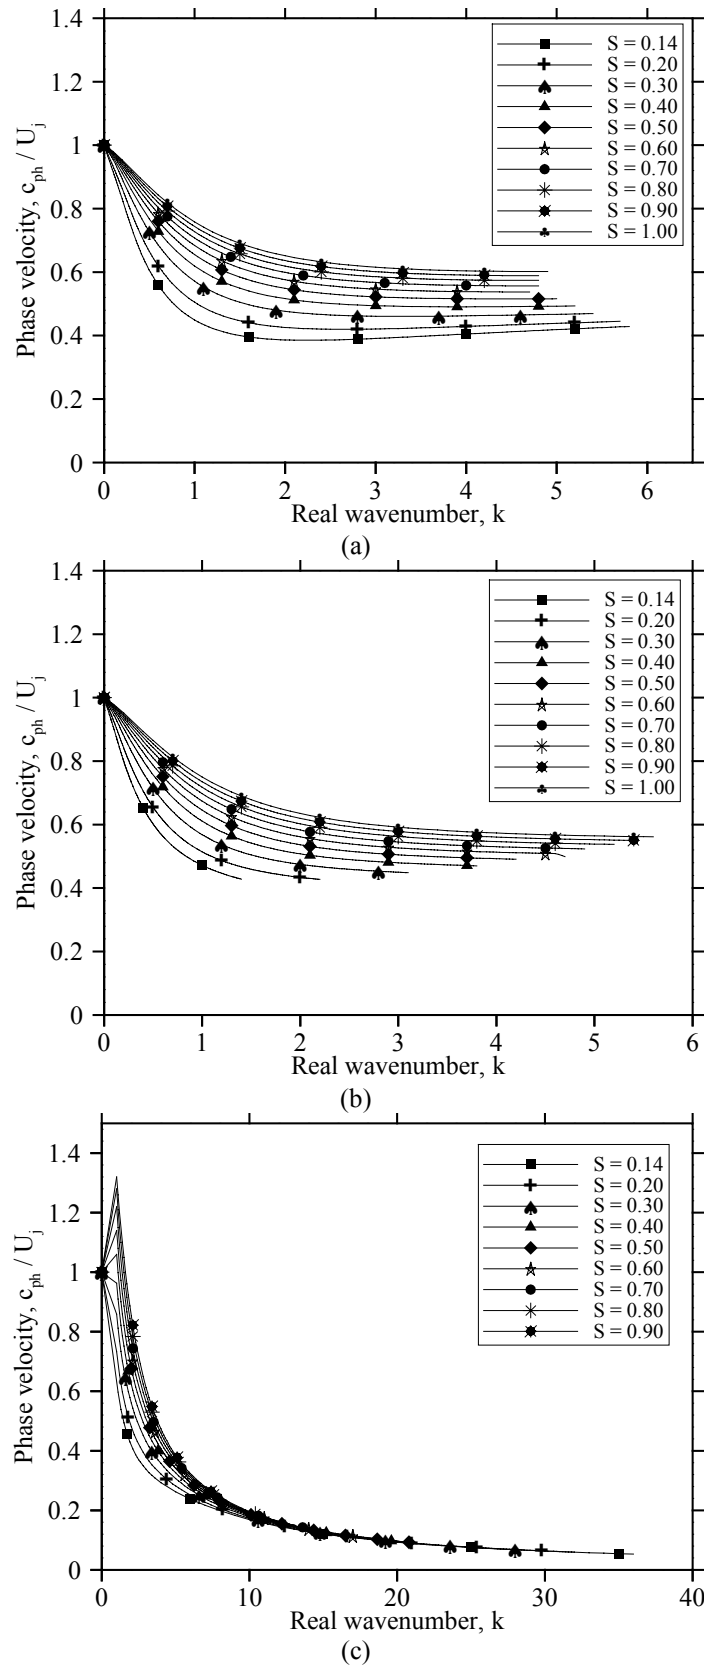 1.4
1.2
1
0.8
0.6
0.4
0.2
0
Phase velocity, c_ph / U_j
S = 0.14
S = 0.20
S = 0.30
S = 0.40
S = 0.50
S = 0.60
S = 0.70
S = 0.80
S = 0.90
S = 1.00
0 1 2 3 4 5 6
Real wavenumber, k
(a)
1.4
1.2
1
0.8
0.6
0.4
0.2
0
Phase velocity, c_ph / U_j
S = 0.14
S = 0.20
S = 0.30
S = 0.40
S = 0.50
S = 0.60
S = 0.70
S = 0.80
S = 0.90
S = 1.00
0 1 2 3 4 5 6
Real wavenumber, k
(b)
1.4
1.2
1
0.8
0.6
0.4
0.2
0
Phase velocity, c_ph / U_j
S = 0.14
S = 0.20
S = 0.30
S = 0.40
S = 0.50
S = 0.60
S = 0.70
S = 0.80
S = 0.90
0 10 20 30 40
Real wavenumber, k
(c)